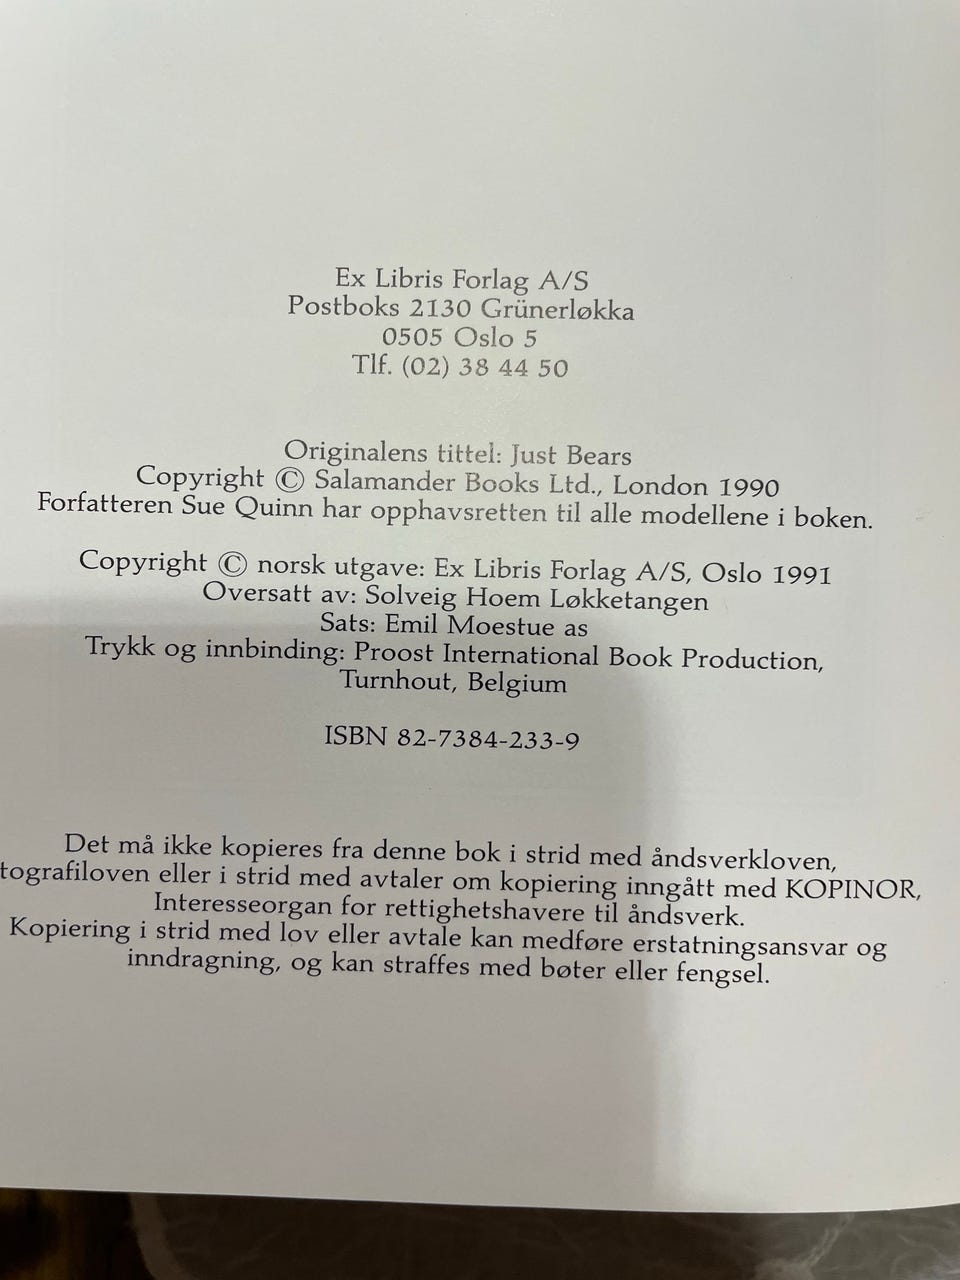 Ex Libris Forlag A/S
Postboks 2130 Grünerløkka
0505 Oslo 5
Tlf. (02) 38 44 50
Originalens tittel: Just Bears
Copyright © Salamander Books Ltd., London 1990
Forfatteren Sue Quinn har opphavsretten til alle modellene i boken.
Copyright © norsk utgave: Ex Libris Forlag A/S, Oslo 1991
Oversatt av: Solveig Hoem Løkketangen
Sats: Emil Moestue as
Trykk og innbinding: Proost International Book Production,
Turnhout, Belgium
ISBN 82-7384-233-9
Det må ikke kopieres fra denne bok i strid med åndsverkloven,
tografiloven eller i strid med avtaler om kopiering inngått med KOPINOR,
Interesseorgan for rettighetshavere til åndsverk.
Kopiering i strid med lov eller avtale kan medføre erstatningsansvar og
inndragning, og kan straffes med bøter eller fengsel.